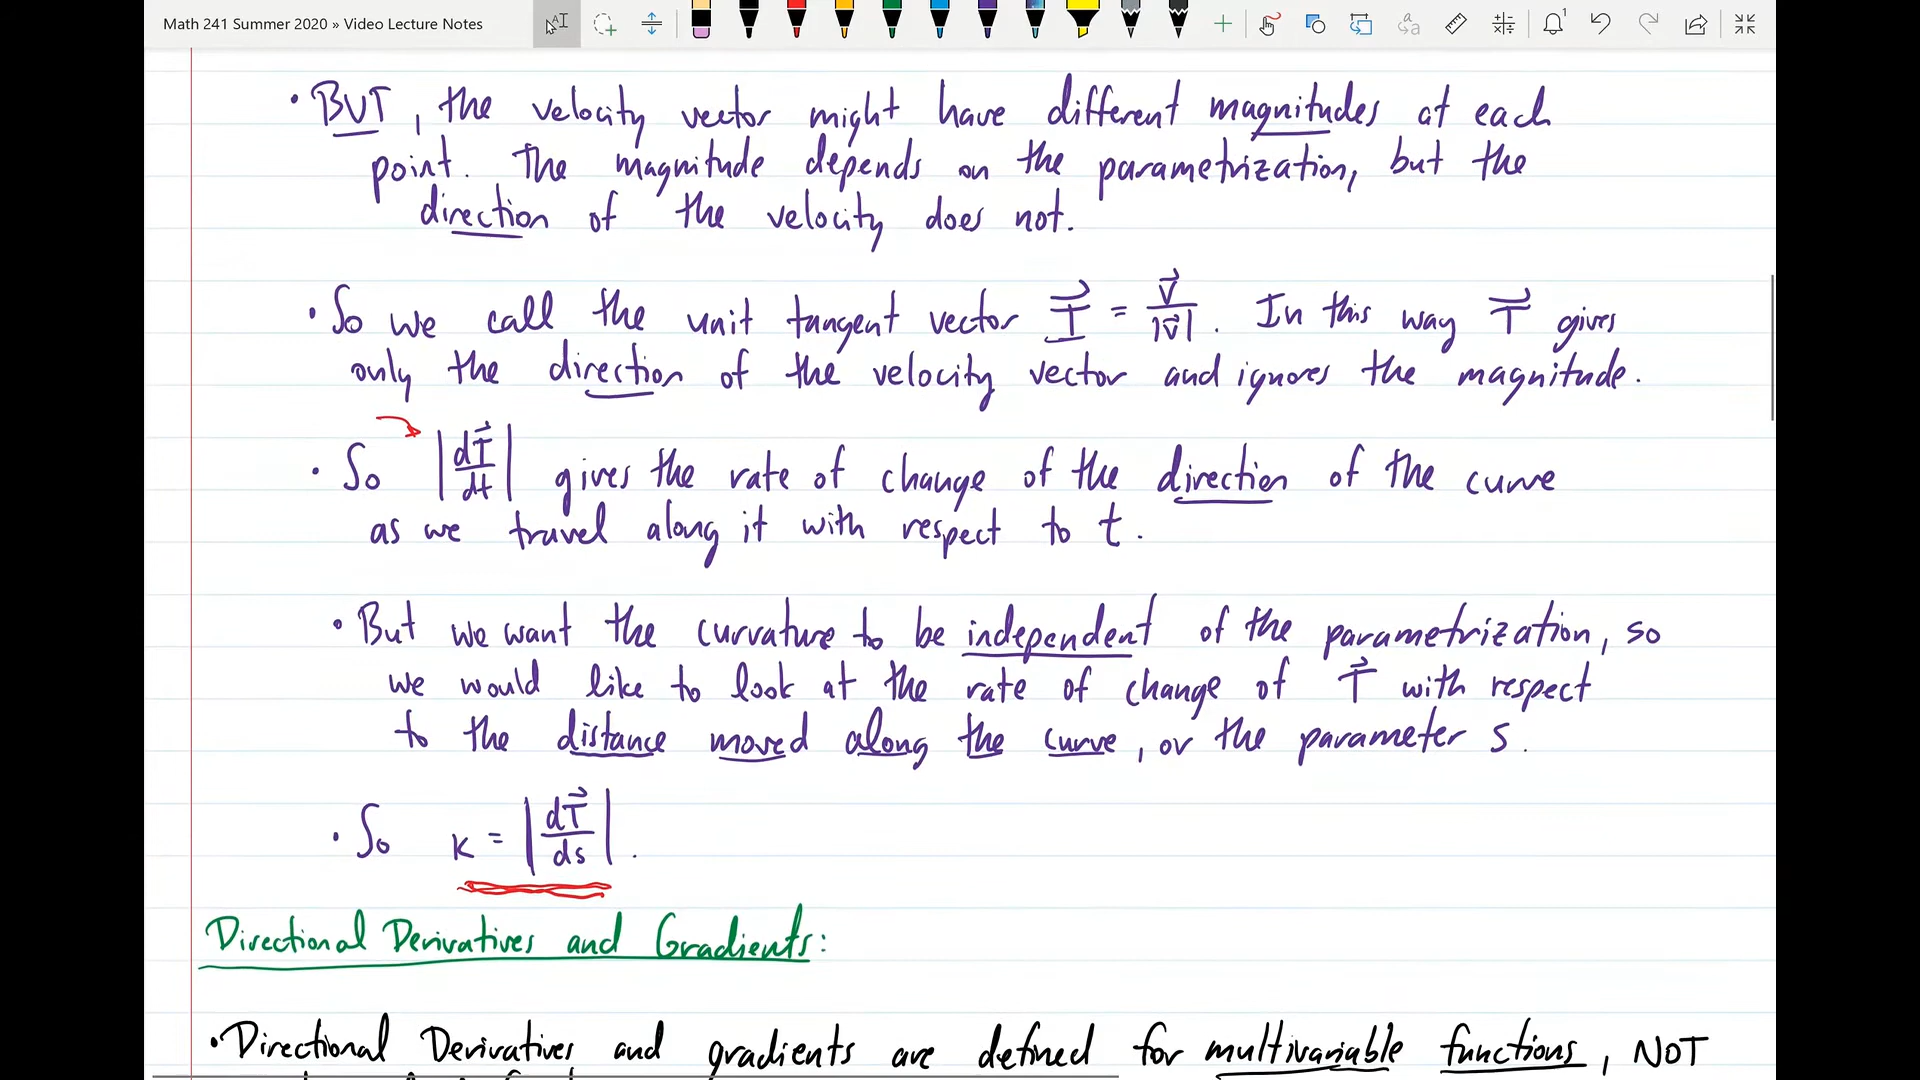 Math 241 Summer 2020 » Video Lecture Notes
• BUT, the velocity vector might have different magnitudes at each
point. The magnitude depends on the parametrization, but the
direction of the velocity does not.
• So we call the unit tangent vector T⃗ = v⃗/|v⃗|. In this way T⃗ gives
only the direction of the velocity vector and ignores the magnitude.
• So |dT⃗/dt| gives the rate of change of the direction of the curve
as we travel along it with respect to t.
• But we want the curvature to be independent of the parametrization, so
we would like to look at the rate of change of T⃗ with respect
to the distance moved along the curve, or the parameter s.
• So κ = |dT⃗/ds|.
Directional Derivatives and Gradients:
• Directional Derivatives and gradients are defined for multivariable functions, NOT